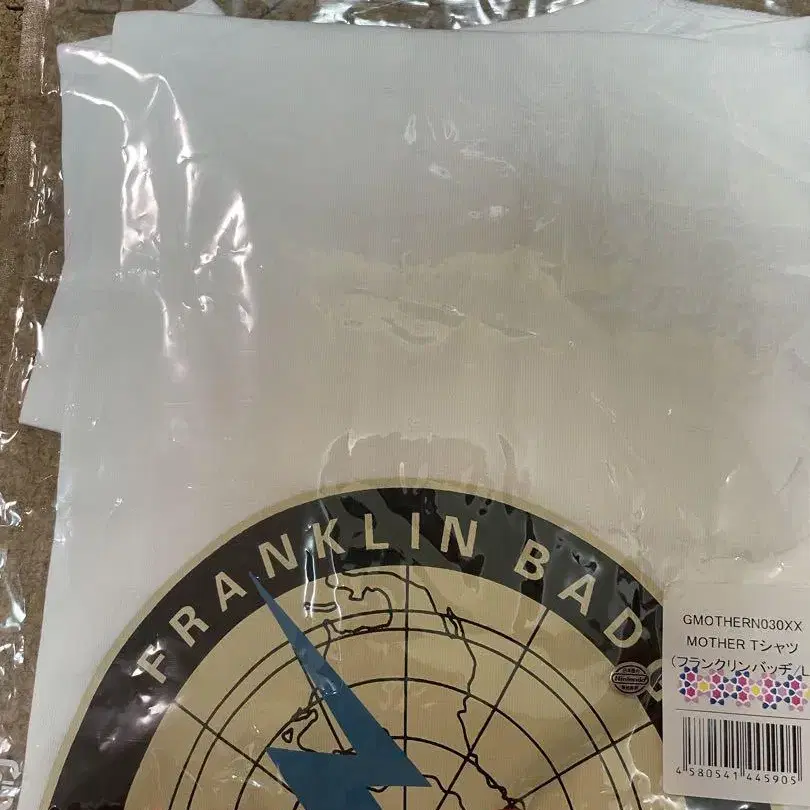 FRANKLIN BADG
GMOTHERN030XX
MOTHER Tシャツ
(フランクリンバッヂ/L
Nintendo
4 580541 445905